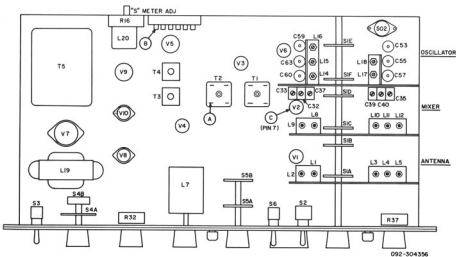 "S" METER ADJ
R16
L20
B
V5
C59
L16
V6
SO2
S1E
C53
OSCILLATOR
T5
V9
T4
V3
C63
L15
L18
C55
T2
T1
C60
L14
S1F
L17
C57
T3
C33
C37
S1D
C32
C39 C40
C38
V10
A
V2
MIXER
C
(PIN 7)
V4
L9
L8
S1C
L10
L11
L12
V7
S1B
V8
V1
ANTENNA
L19
L7
S5B
L2
L1
L3
L4
L5
S1A
S4B
S3
S4A
R32
S5A
S6
S2
R37
092-304356